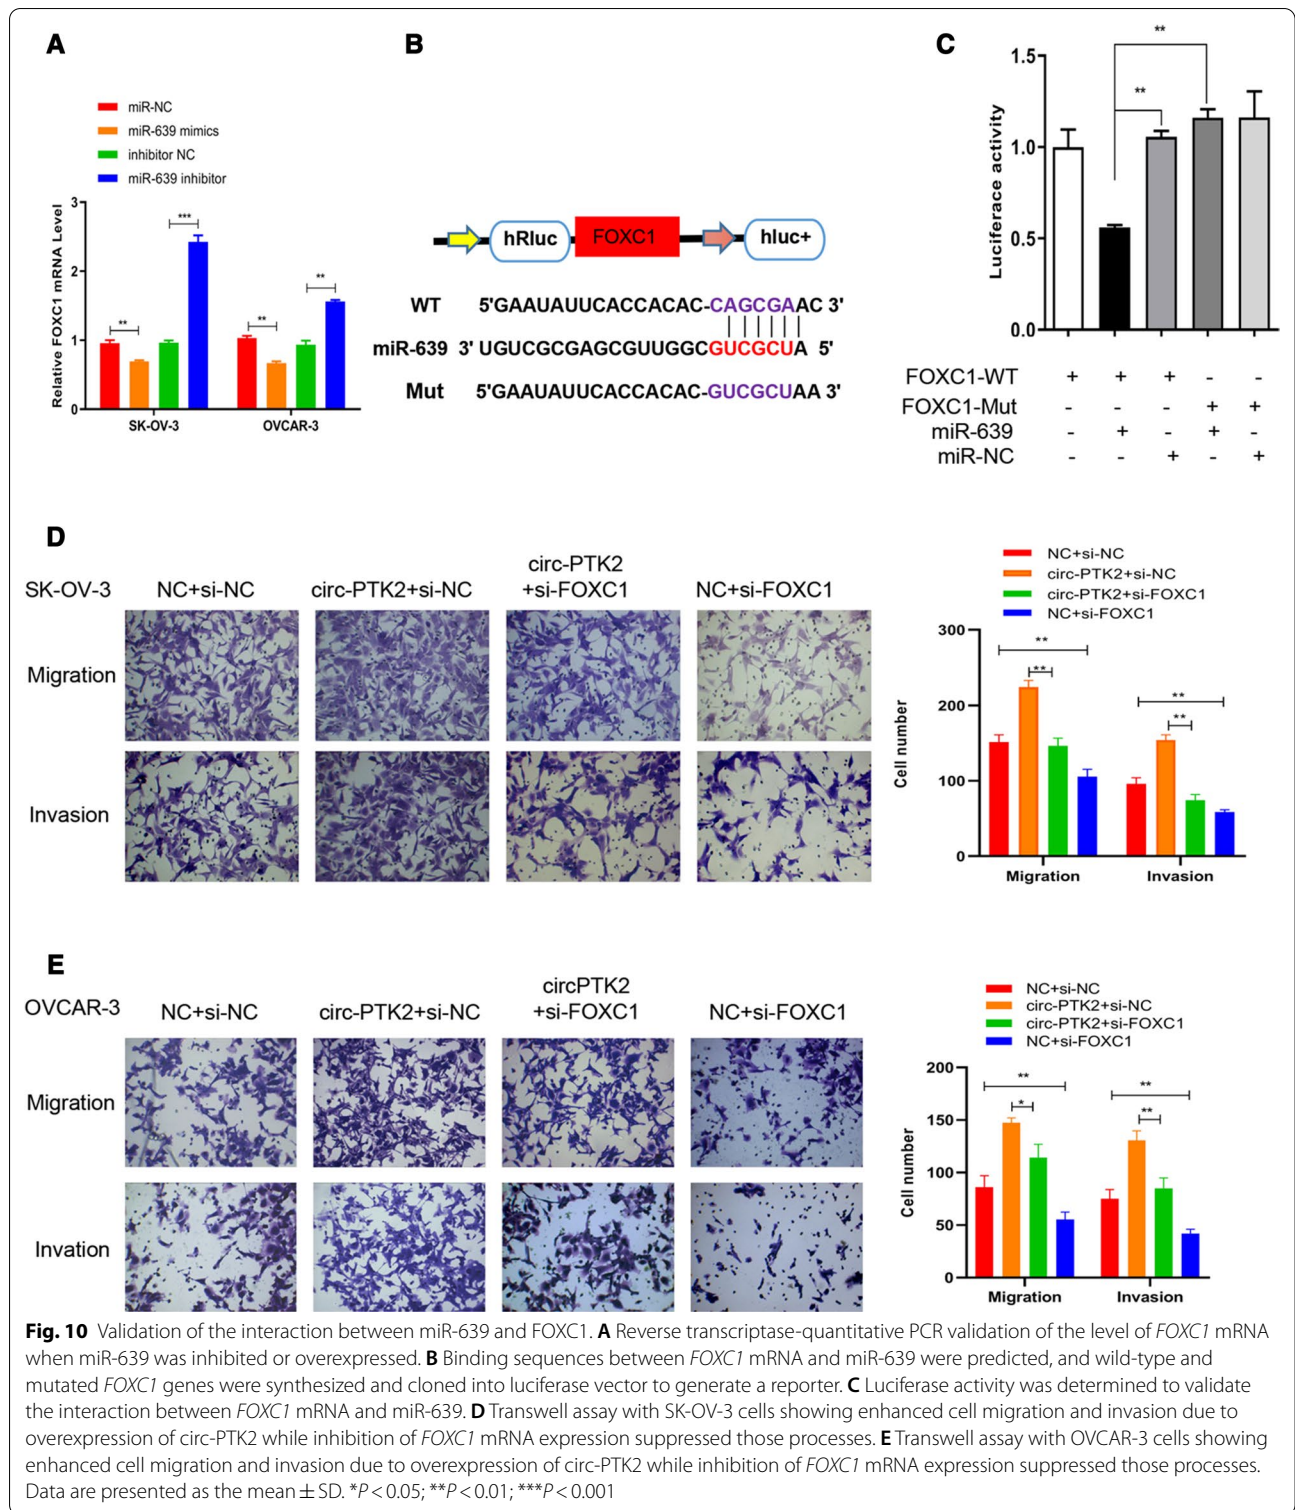 A
miR-NC
miR-639 mimics
inhibitor NC
miR-639 inhibitor
Relative FOXC1 mRNA Level
3
2
1
0
**
***
**
**
SK-OV-3
OVCAR-3
B
hRluc
FOXC1
hluc+
WT 5'GAAUAUUCACCACAC-CAGCGAAC 3'
miR-639 3' UGUCGCGAGCGUUGGCGUCGCUA 5'
Mut 5'GAAUAUUCACCACAC-GUCGCUAA 3'
C
Luciferace activity
1.5
1.0
0.5
0.0
**
**
FOXC1-WT + + + - -
FOXC1-Mut - - - + +
miR-639 - + - + -
miR-NC - - + - +
D
SK-OV-3
NC+si-NC
circ-PTK2+si-NC
circ-PTK2
+si-FOXC1
NC+si-FOXC1
Migration
Invasion
NC+si-NC
circ-PTK2+si-NC
circ-PTK2+si-FOXC1
NC+si-FOXC1
Cell number
300
200
100
0
**
**
**
**
Migration
Invasion
E
OVCAR-3
NC+si-NC
circ-PTK2+si-NC
circPTK2
+si-FOXC1
NC+si-FOXC1
Migration
Invation
NC+si-NC
circ-PTK2+si-NC
circ-PTK2+si-FOXC1
NC+si-FOXC1
Cell number
200
150
100
50
0
**
*
**
**
Migration
Invasion
Fig. 10 Validation of the interaction between miR-639 and FOXC1. A Reverse transcriptase-quantitative PCR validation of the level of FOXC1 mRNA
when miR-639 was inhibited or overexpressed. B Binding sequences between FOXC1 mRNA and miR-639 were predicted, and wild-type and
mutated FOXC1 genes were synthesized and cloned into luciferase vector to generate a reporter. C Luciferase activity was determined to validate
the interaction between FOXC1 mRNA and miR-639. D Transwell assay with SK-OV-3 cells showing enhanced cell migration and invasion due to
overexpression of circ-PTK2 while inhibition of FOXC1 mRNA expression suppressed those processes. E Transwell assay with OVCAR-3 cells showing
enhanced cell migration and invasion due to overexpression of circ-PTK2 while inhibition of FOXC1 mRNA expression suppressed those processes.
Data are presented as the mean ± SD. *P < 0.05; **P < 0.01; ***P < 0.001